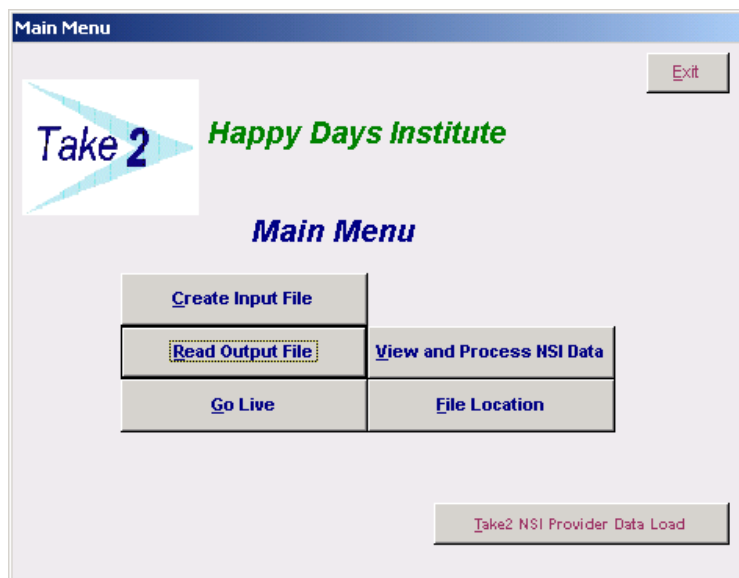 Main Menu
Exit
Take 2
Happy Days Institute
Main Menu
Create Input File
Read Output File
View and Process NSI Data
Go Live
File Location
Take2 NSI Provider Data Load